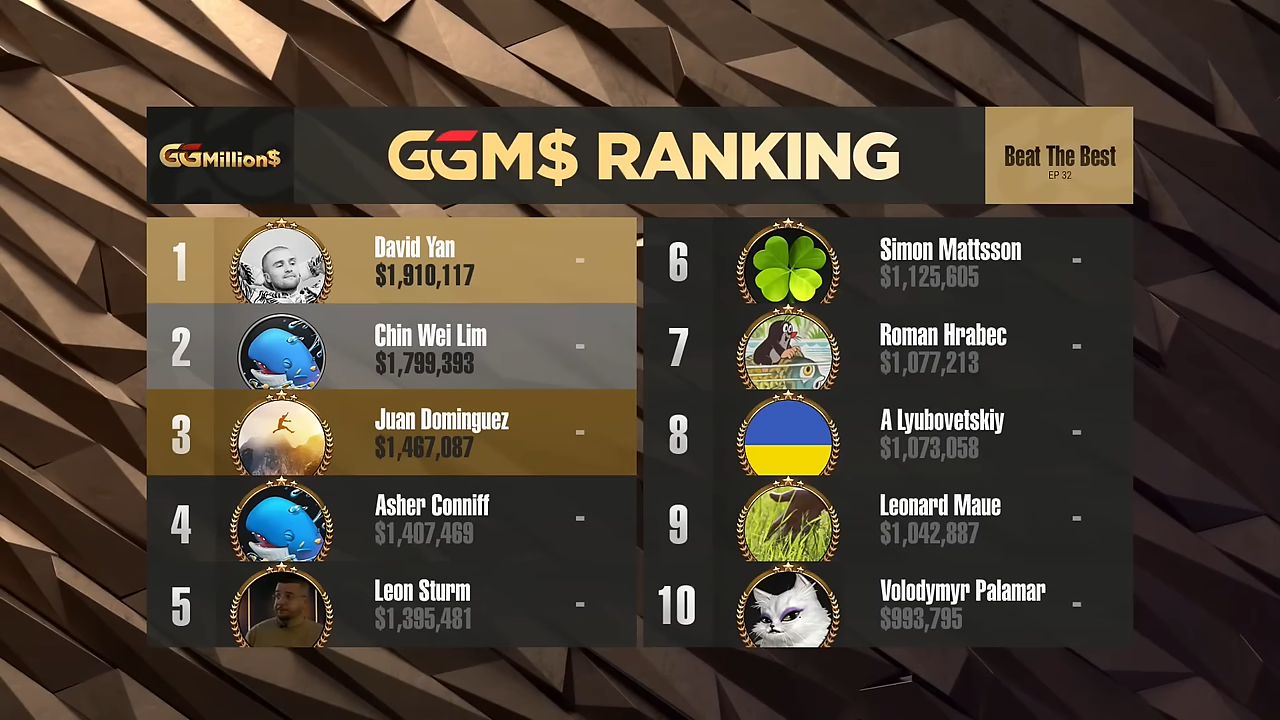 GGMillion$
GGM$ RANKING
Beat The Best
EP 32
1
David Yan
$1,910,117
-
2
Chin Wei Lim
$1,799,393
-
3
Juan Dominguez
$1,467,087
-
4
Asher Conniff
$1,407,469
-
5
Leon Sturm
$1,395,481
-
6
Simon Mattsson
$1,125,605
-
7
Roman Hrabec
$1,077,213
-
8
A Lyubovetskiy
$1,073,058
-
9
Leonard Maue
$1,042,887
-
10
Volodymyr Palamar
$993,795
-